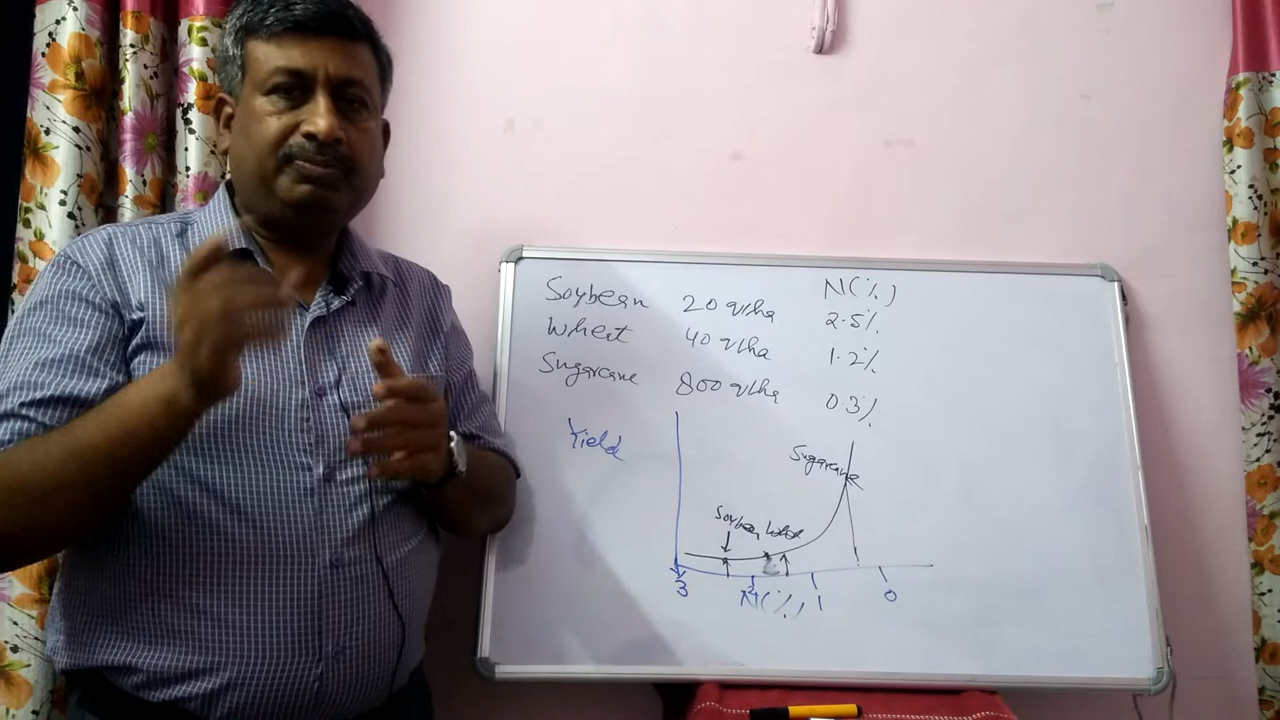 N(%)
Soybean 20 q/ha 2.5%
Wheat 40 q/ha 1.2%
Sugarcane 800 q/ha 0.3%
Yield
Sugarcane
Soybean Wheat
3 2 1 0
N(%)